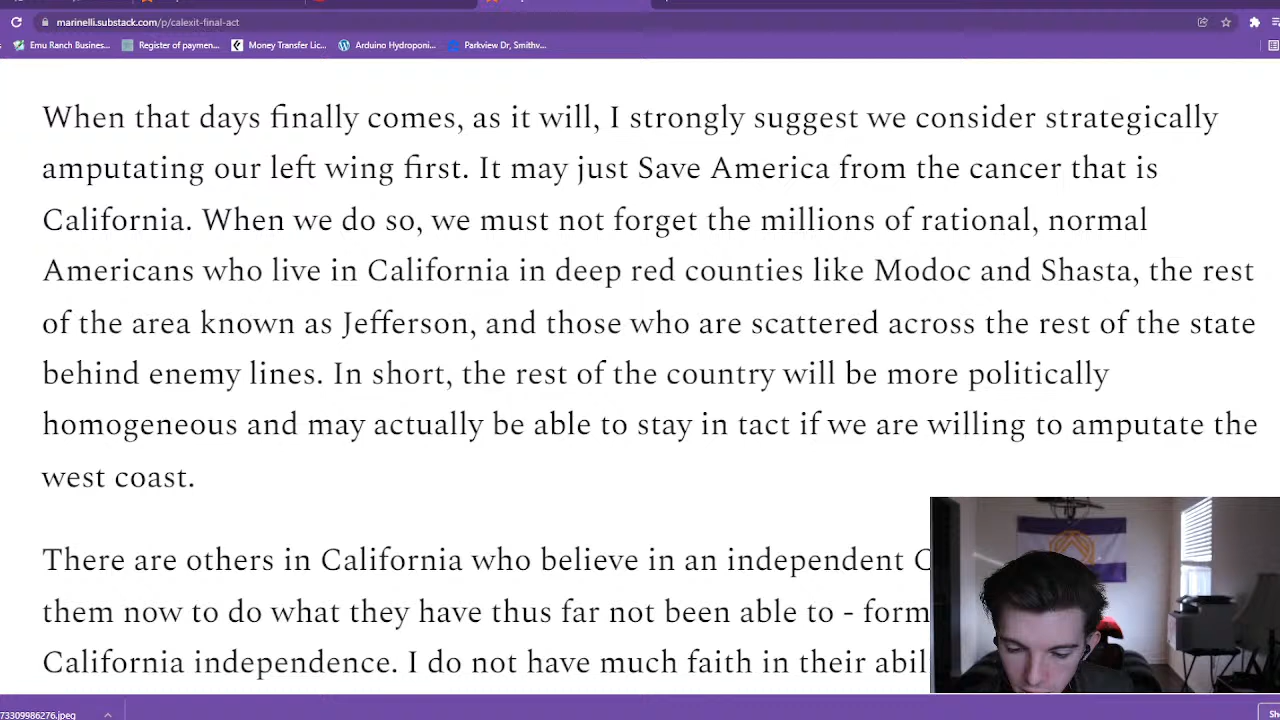 marinelli.substack.com/p/calexit-final-act
Emu Ranch Busines... Register of paymen... Money Transfer Lic... Arduino Hydroponi... Parkview Dr, Smithv...
When that days finally comes, as it will, I strongly suggest we consider strategically
amputating our left wing first. It may just Save America from the cancer that is
California. When we do so, we must not forget the millions of rational, normal
Americans who live in California in deep red counties like Modoc and Shasta, the rest
of the area known as Jefferson, and those who are scattered across the rest of the state
behind enemy lines. In short, the rest of the country will be more politically
homogeneous and may actually be able to stay in tact if we are willing to amputate the
west coast.
There are others in California who believe in an independent
them now to do what they have thus far not been able to - form
California independence. I do not have much faith in their abil
73309986276.jpeg